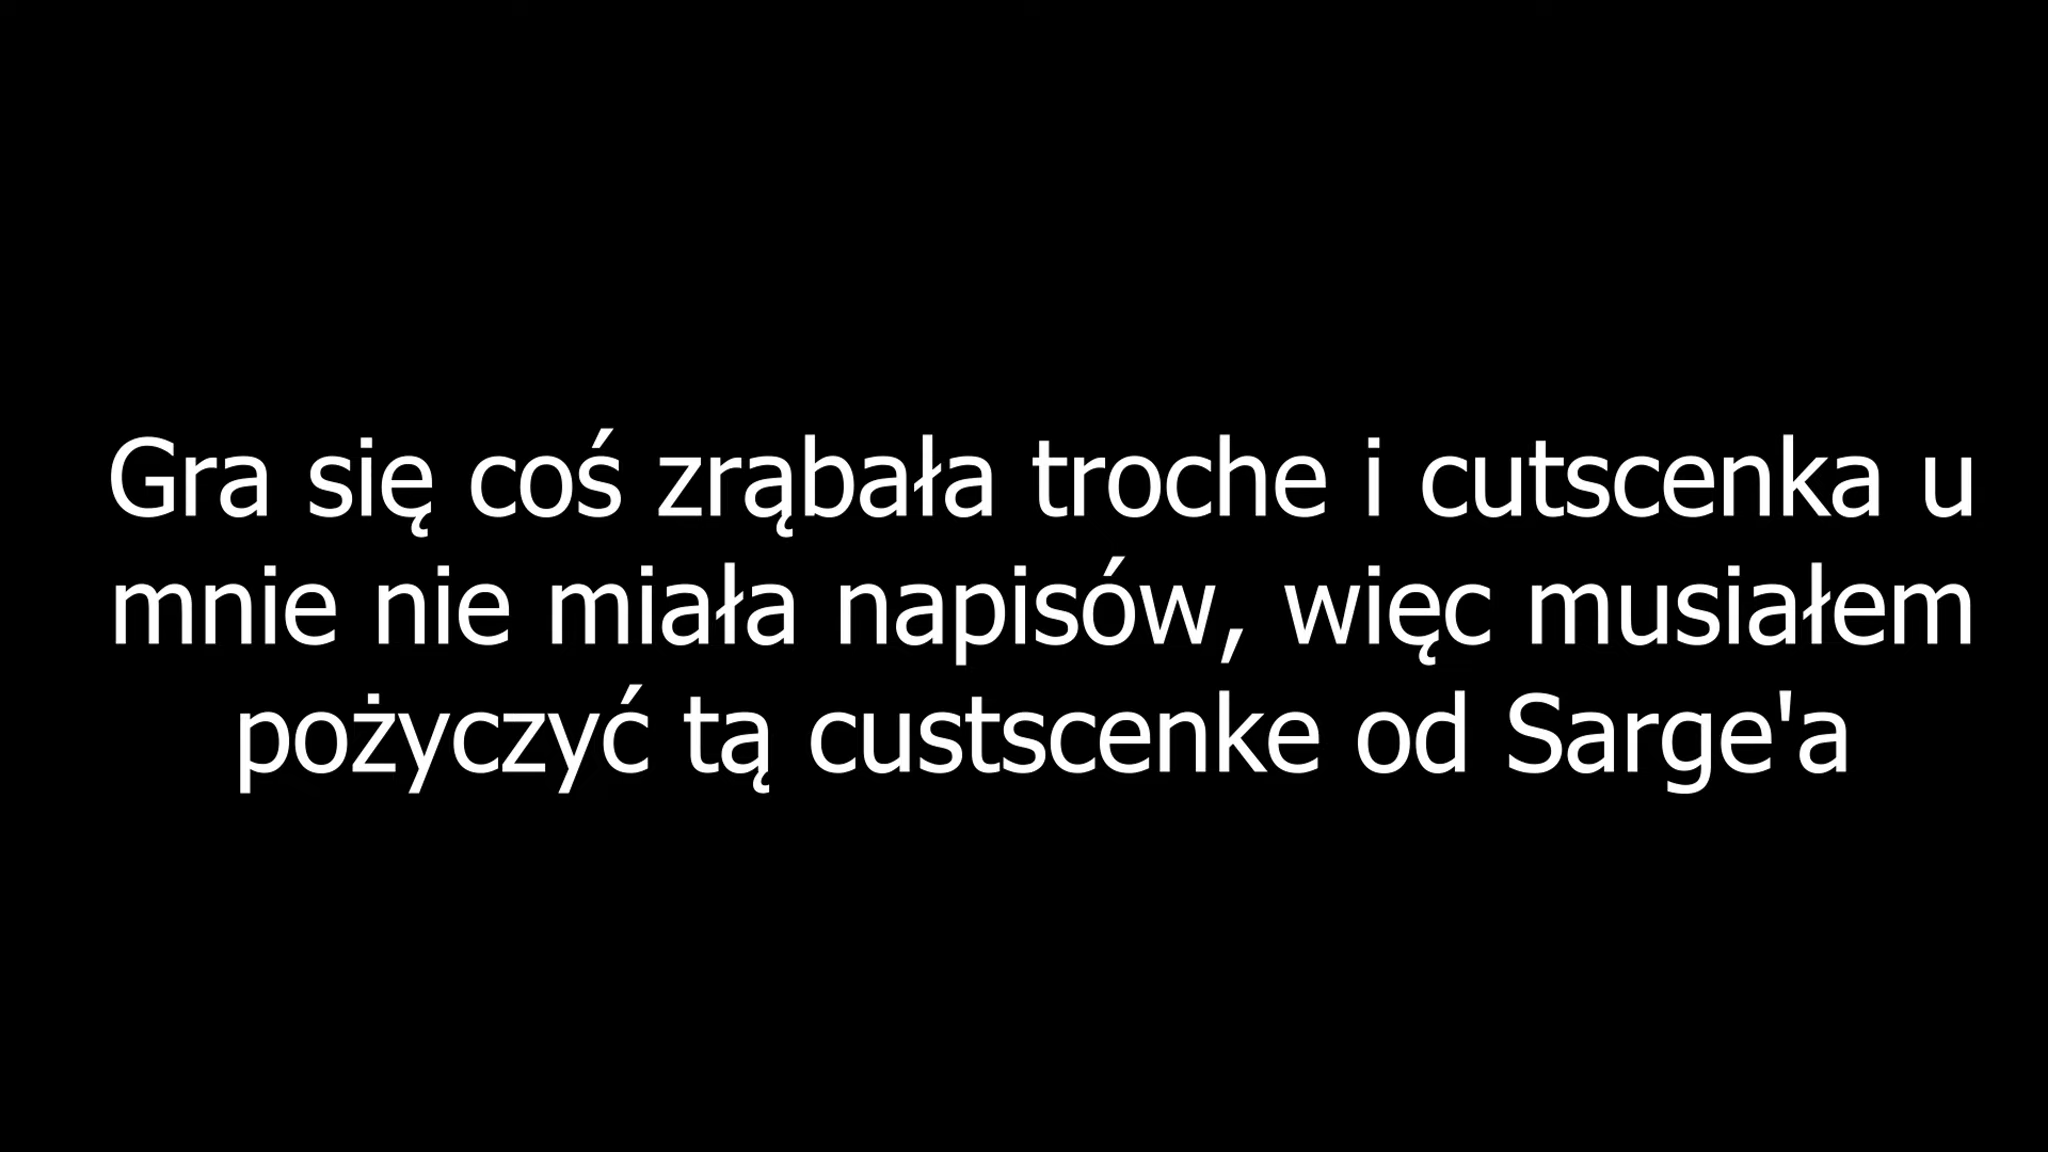 Gra się coś zrąbała troche i cutscenka u
mnie nie miała napisów, więc musiałem
pożyczyć tą custscenke od Sarge'a